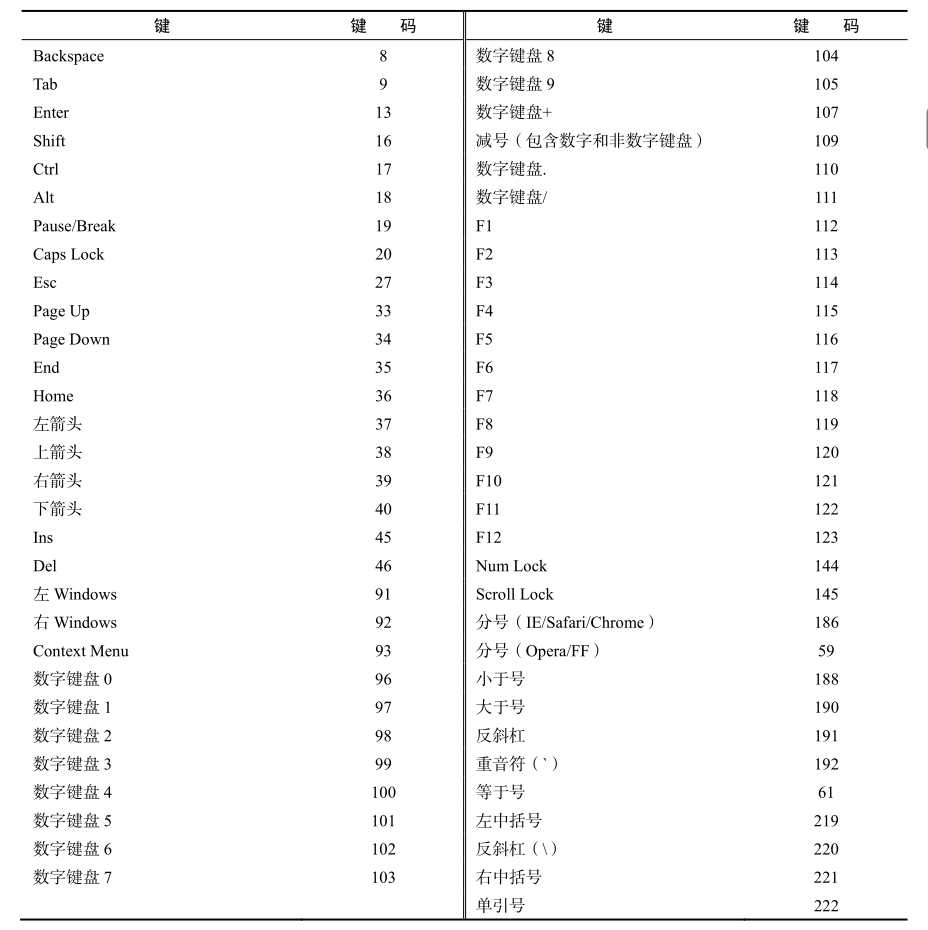 键 键 码 键 键 码
Backspace 8 数字键盘 8 104
Tab 9 数字键盘 9 105
Enter 13 数字键盘+ 107
Shift 16 减号（包含数字和非数字键盘） 109
Ctrl 17 数字键盘. 110
Alt 18 数字键盘/ 111
Pause/Break 19 F1 112
Caps Lock 20 F2 113
Esc 27 F3 114
Page Up 33 F4 115
Page Down 34 F5 116
End 35 F6 117
Home 36 F7 118
左箭头 37 F8 119
上箭头 38 F9 120
右箭头 39 F10 121
下箭头 40 F11 122
Ins 45 F12 123
Del 46 Num Lock 144
左 Windows 91 Scroll Lock 145
右 Windows 92 分号（IE/Safari/Chrome） 186
Context Menu 93 分号（Opera/FF） 59
数字键盘 0 96 小于号 188
数字键盘 1 97 大于号 190
数字键盘 2 98 反斜杠 191
数字键盘 3 99 重音符（`） 192
数字键盘 4 100 等于号 61
数字键盘 5 101 左中括号 219
数字键盘 6 102 反斜杠（\） 220
数字键盘 7 103 右中括号 221
单引号 222